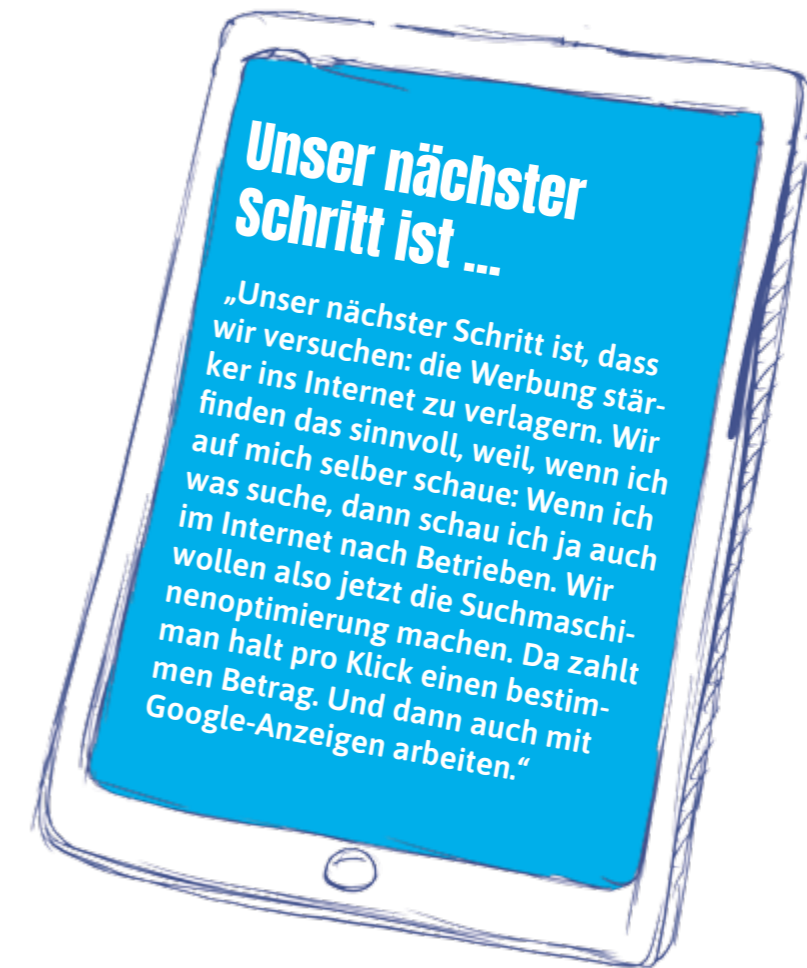 Unser nächster
Schritt ist ...
„Unser nächster Schritt ist, dass
wir versuchen: die Werbung stär-
ker ins Internet zu verlagern. Wir
finden das sinnvoll, weil, wenn ich
auf mich selber schaue: Wenn ich
was suche, dann schau ich ja auch
im Internet nach Betrieben. Wir
wollen also jetzt die Suchmaschi-
nenoptimierung machen. Da zahlt
man halt pro Klick einen bestim-
men Betrag. Und dann auch mit
Google-Anzeigen arbeiten.“